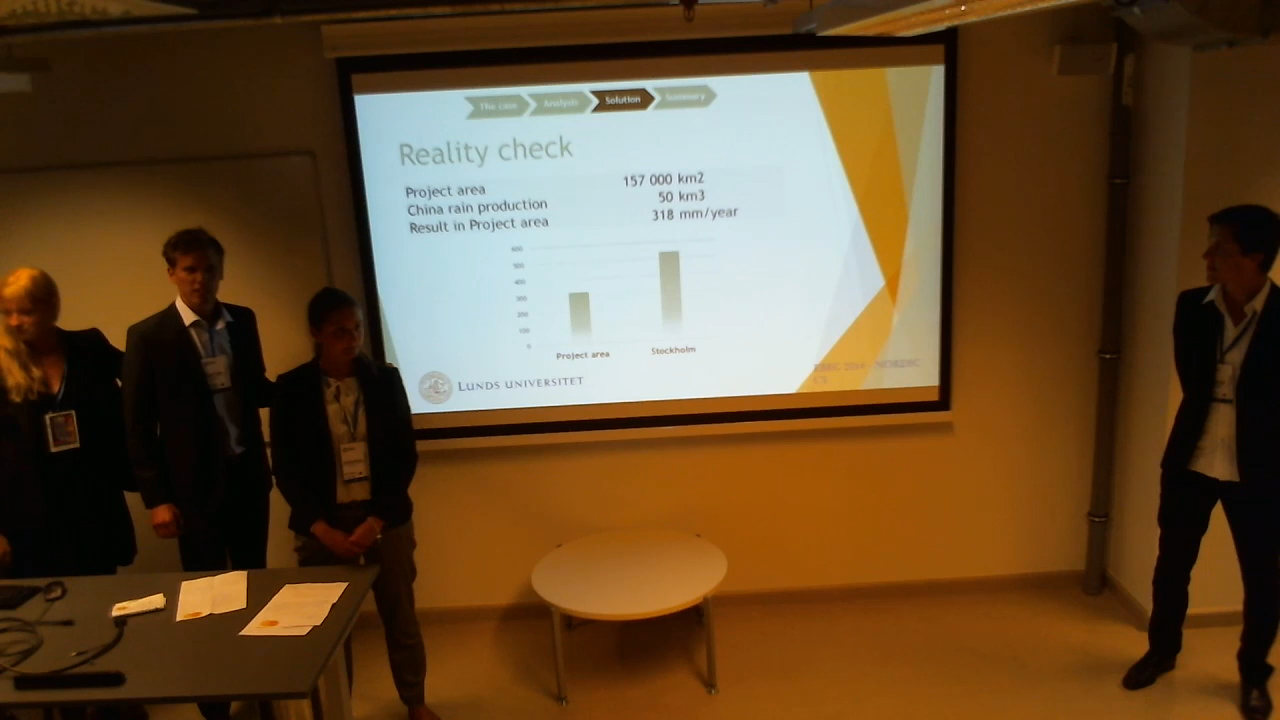 The case Analysis Solution Summary
Reality check
Project area 157 000 km2
China rain production 50 km3
Result in Project area 318 mm/year
600
500
400
300
200
100
0
Project area Stockholm
LUNDS UNIVERSITET